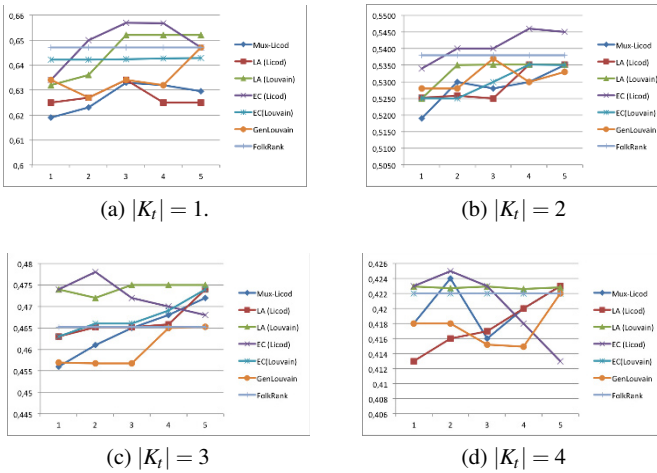 0,66
0,65
0,64
0,63
0,62
0,61
0,6
1 2 3 4 5
Mux-Licod
LA (Licod)
LA (Louvain)
EC (Licod)
EC(Louvain)
GenLouvain
FolkRank
(a) |Kt| = 1.
0,5500
0,5450
0,5400
0,5350
0,5300
0,5250
0,5200
0,5150
0,5100
0,5050
1 2 3 4 5
Mux-Licod
LA (Licod)
LA (Louvain)
EC (Licod)
EC(Louvain)
GenLouvain
FolkRank
(b) |Kt| = 2
0,48
0,475
0,47
0,465
0,46
0,455
0,45
0,445
1 2 3 4 5
Mux-Licod
LA (Licod)
LA (Louvain)
EC (Licod)
EC(Louvain)
GenLouvain
FolkRank
(c) |Kt| = 3
0,426
0,424
0,422
0,42
0,418
0,416
0,414
0,412
0,41
0,408
0,406
1 2 3 4 5
Mux-Licod
LA (Licod)
LA (Louvain)
EC (Licod)
EC(Louvain)
GenLouvain
FolkRank
(d) |Kt| = 4